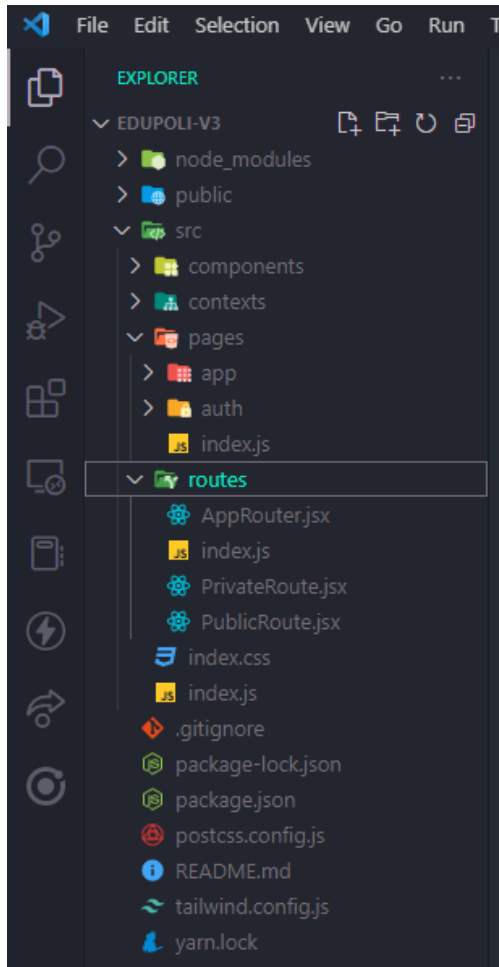 File Edit Selection View Go Run
EXPLORER
EDUPOLI-V3
node_modules
public
src
components
contexts
pages
app
auth
JS index.js
routes
AppRouter.jsx
JS index.js
PrivateRoute.jsx
PublicRoute.jsx
index.css
JS index.js
.gitignore
package-lock.json
package.json
postcss.config.js
README.md
tailwind.config.js
yarn.lock